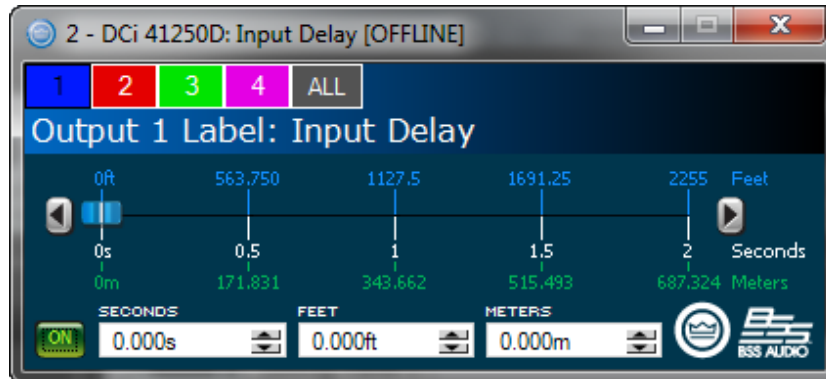 2 - DCi 41250D: Input Delay [OFFLINE]
1 2 3 4 ALL
Output 1 Label: Input Delay
0ft 563.750 1127.5 1691.25 2255 Feet
0s 0.5 1 1.5 2 Seconds
0m 171.831 343.662 515.493 687.324 Meters
SECONDS FEET METERS
ON 0.000s 0.000ft 0.000m BSS
BSS AUDIO